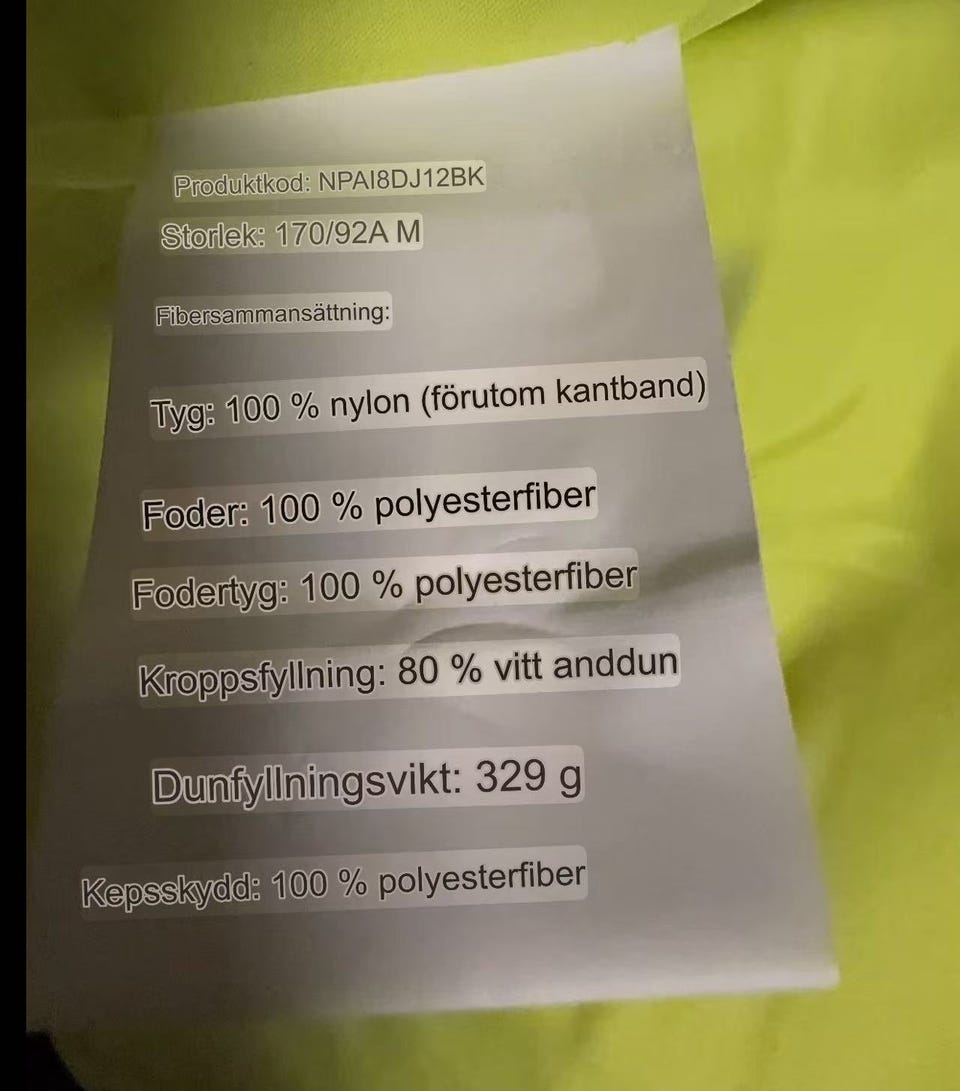 Produktkod: NPAI8DJ12BK
Storlek: 170/92A M
Fibersammansättning:
Tyg: 100 % nylon (förutom kantband)
Foder: 100 % polyesterfiber
Fodertyg: 100 % polyesterfiber
Kroppsfyllning: 80 % vitt anddun
Dunfyllningsvikt: 329 g
Kepsskydd: 100 % polyesterfiber